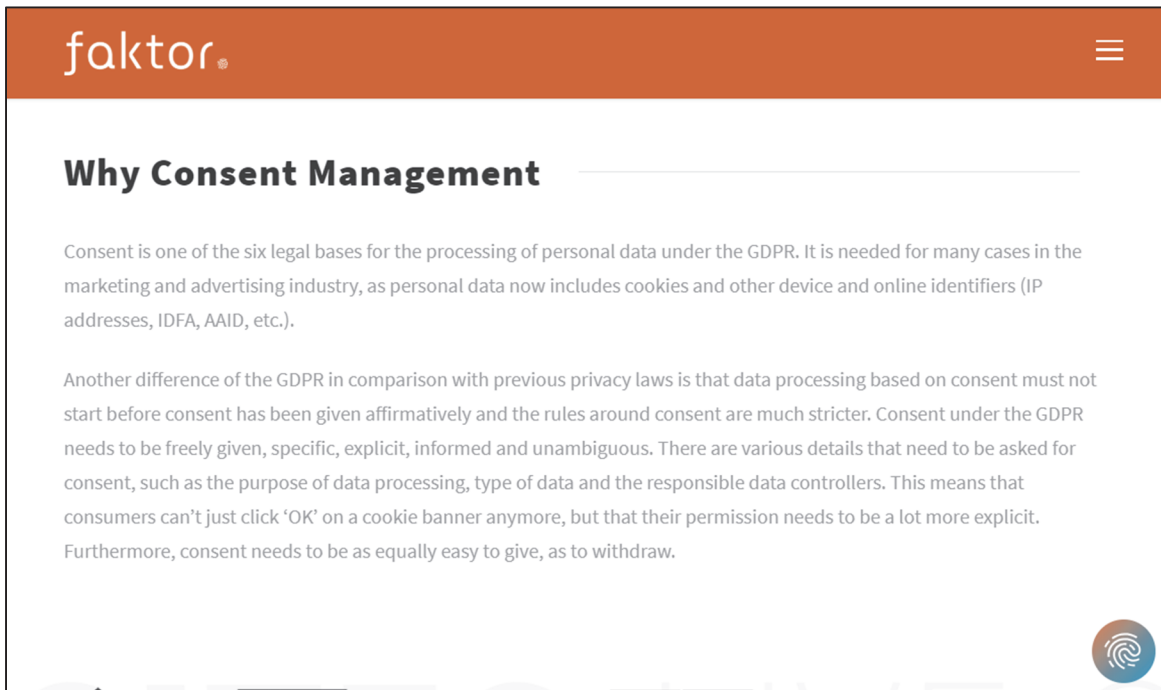 faktor.
Why Consent Management
Consent is one of the six legal bases for the processing of personal data under the GDPR. It is needed for many cases in the
marketing and advertising industry, as personal data now includes cookies and other device and online identifiers (IP
addresses, IDFA, AAID, etc.).
Another difference of the GDPR in comparison with previous privacy laws is that data processing based on consent must not
start before consent has been given affirmatively and the rules around consent are much stricter. Consent under the GDPR
needs to be freely given, specific, explicit, informed and unambiguous. There are various details that need to be asked for
consent, such as the purpose of data processing, type of data and the responsible data controllers. This means that
consumers can’t just click ‘OK’ on a cookie banner anymore, but that their permission needs to be a lot more explicit.
Furthermore, consent needs to be as equally easy to give, as to withdraw.